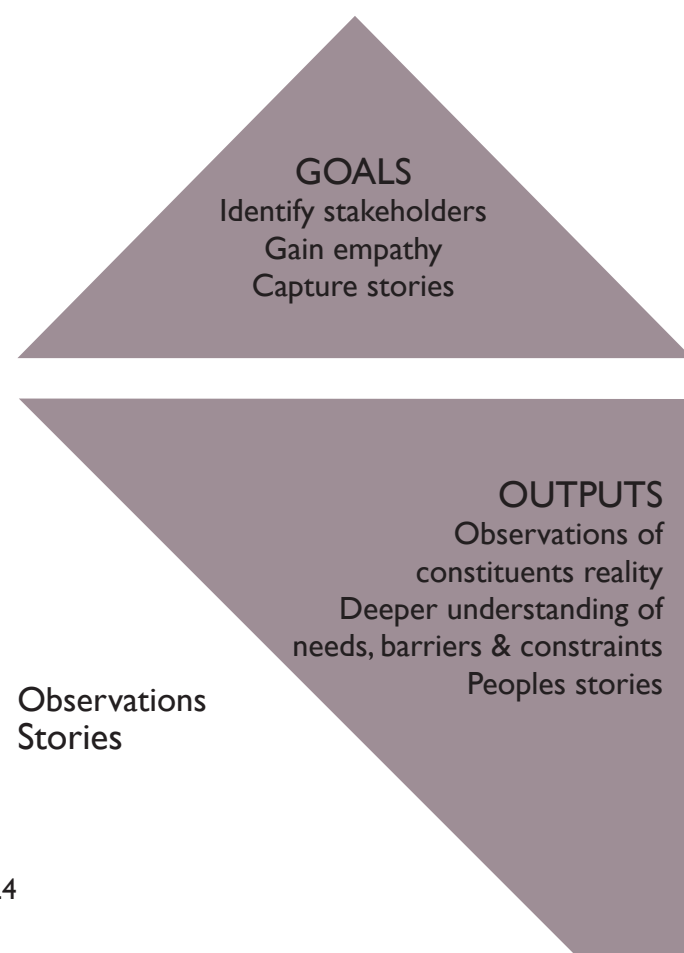 GOALS
Identify stakeholders
Gain empathy
Capture stories
OUTPUTS
Observations of
constituents reality
Deeper understanding of
needs, barriers & constraints
Peoples stories
Observations
Stories
4